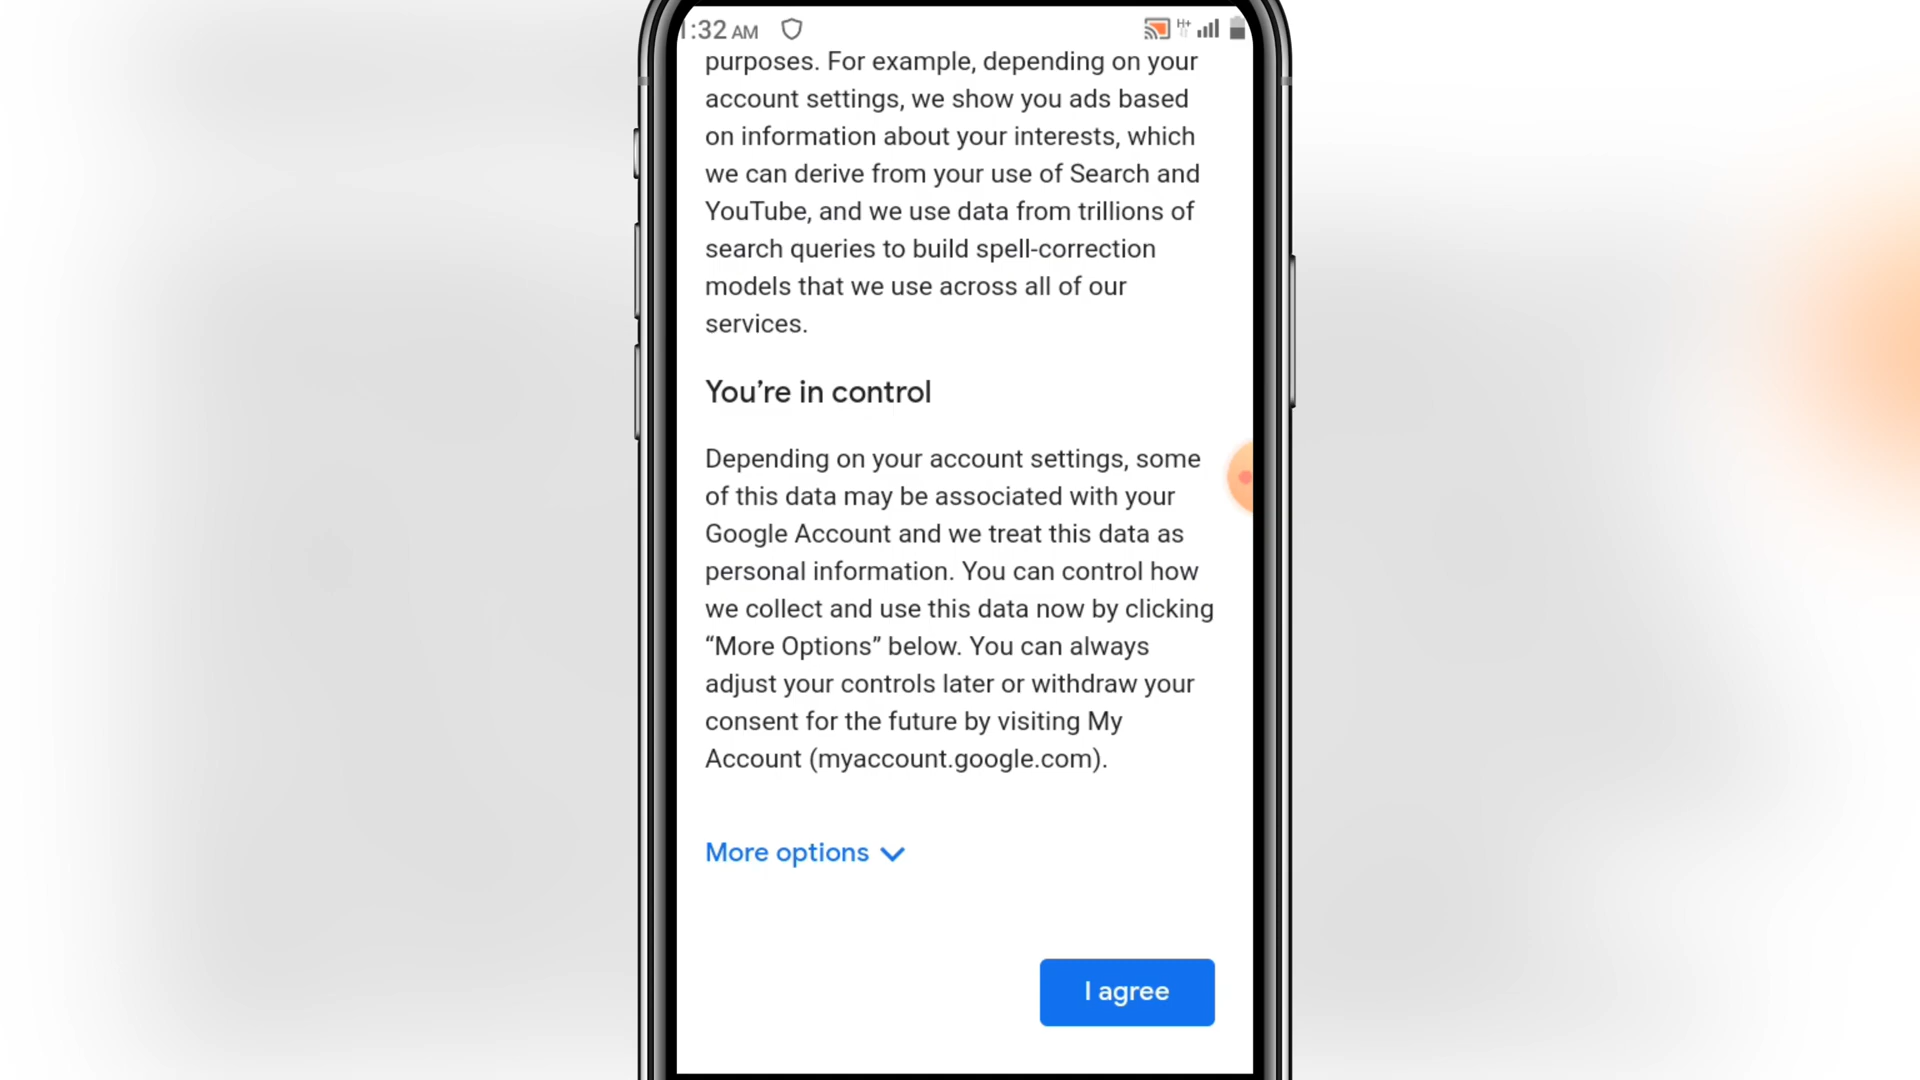 :32 AM
H+
purposes. For example, depending on your
account settings, we show you ads based
on information about your interests, which
we can derive from your use of Search and
YouTube, and we use data from trillions of
search queries to build spell-correction
models that we use across all of our
services.
You’re in control
Depending on your account settings, some
of this data may be associated with your
Google Account and we treat this data as
personal information. You can control how
we collect and use this data now by clicking
“More Options” below. You can always
adjust your controls later or withdraw your
consent for the future by visiting My
Account (myaccount.google.com).
More options
I agree